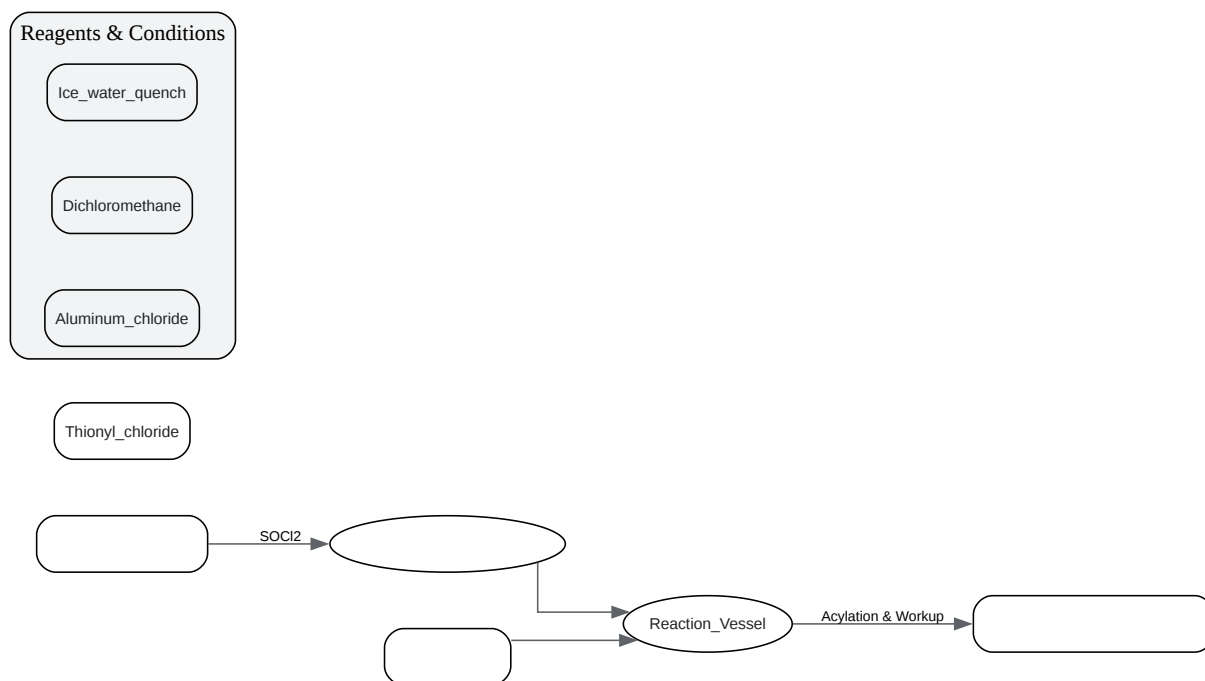 Reagents & Conditions
Ice_water_quench
Dichloromethane
Aluminum_chloride
Thionyl_chloride
SOCl2
Reaction_Vessel
Acylation & Workup